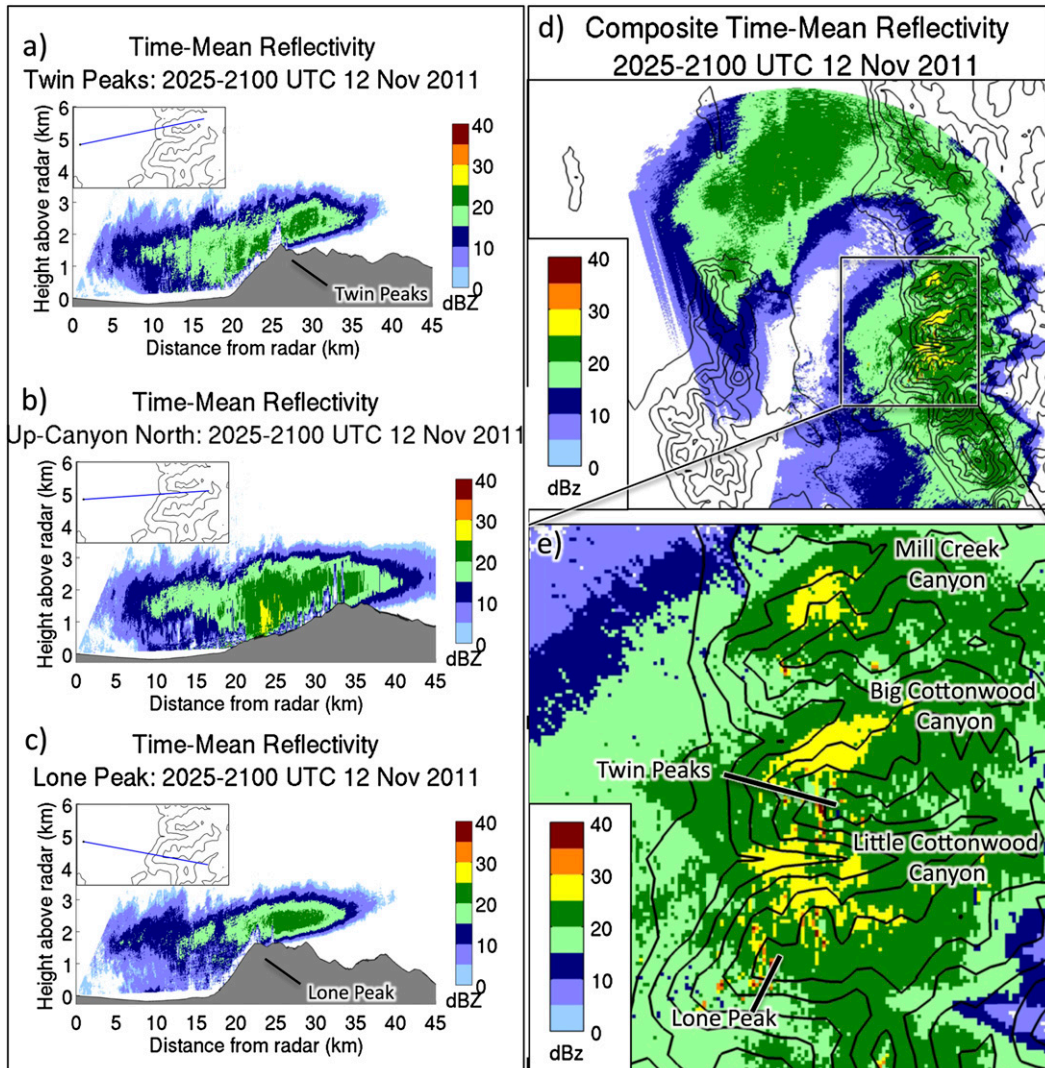 a)
Time-Mean Reflectivity
Twin Peaks: 2025-2100 UTC 12 Nov 2011
Height above radar (km)
6
5
4
3
2
1
0
40
30
20
10
0
dBZ
Twin Peaks
0 5 10 15 20 25 30 35 40 45
Distance from radar (km)
b)
Time-Mean Reflectivity
Up-Canyon North: 2025-2100 UTC 12 Nov 2011
Height above radar (km)
6
5
4
3
2
1
0
40
30
20
10
0
dBZ
0 5 10 15 20 25 30 35 40 45
Distance from radar (km)
c)
Time-Mean Reflectivity
Lone Peak: 2025-2100 UTC 12 Nov 2011
Height above radar (km)
6
5
4
3
2
1
0
40
30
20
10
0
dBZ
Lone Peak
0 5 10 15 20 25 30 35 40 45
Distance from radar (km)
d)
Composite Time-Mean Reflectivity
2025-2100 UTC 12 Nov 2011
40
30
20
10
0
dBz
e)
Mill Creek
Canyon
Big Cottonwood
Canyon
Twin Peaks
Little Cottonwood
Canyon
Lone Peak
40
30
20
10
0
dBz